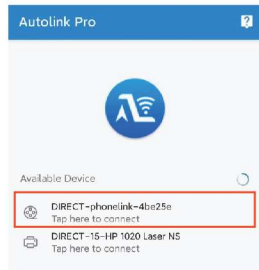 Autolink Pro
?
Available Device
DIRECT-phonelink-4be25e
Tap here to connect
DIRECT-15-HP 1020 Laser NS
Tap here to connect